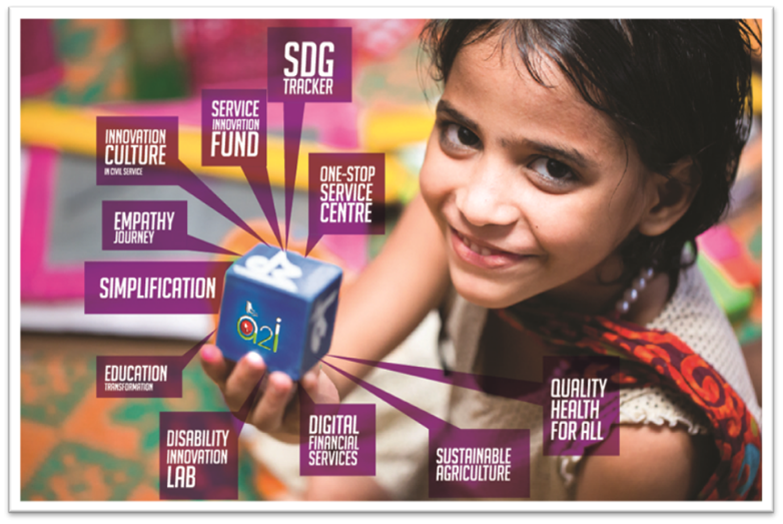 SDG
TRACKER
SERVICE
INNOVATION
FUND
INNOVATION
CULTURE
IN CIVIL SERVICE
ONE-STOP
SERVICE
CENTRE
EMPATHY
JOURNEY
SIMPLIFICATION
a2i
EDUCATION
TRANSFORMATION
DISABILITY
INNOVATION
LAB
DIGITAL
FINANCIAL
SERVICES
SUSTAINABLE
AGRICULTURE
QUALITY
HEALTH
FOR ALL